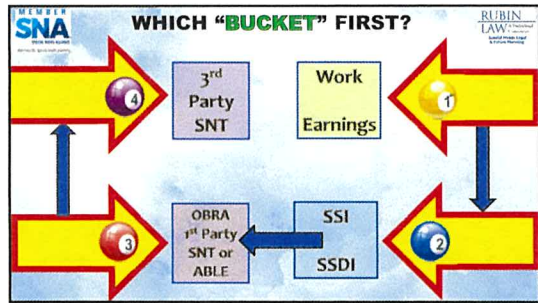 MEMBER
SNA
WHICH “BUCKET” FIRST?
RUBIN
LAW
4
3rd
Party
SNT
Work
Earnings
1
3
OBRA
1st Party
SNT or
ABLE
SSI
SSDI
2